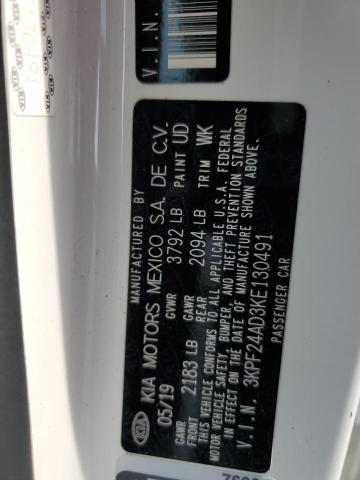 V.I.N.
MANUFACTURED BY
KIA KIA MOTORS MEXICO S.A. DE C.V.
05/19 GVWR 3792 LB PAINT UD
GAWR FRONT 2183 LB GAWR REAR 2094 LB TRIM WK
THIS VEHICLE CONFORMS TO ALL APPLICABLE U.S.A. FEDERAL
MOTOR VEHICLE SAFETY, BUMPER, AND THEFT PREVENTION STANDARDS
IN EFFECT ON THE DATE OF MANUFACTURE SHOWN ABOVE.
V.I.N. 3KPF24AD3KE130491
PASSENGER CAR